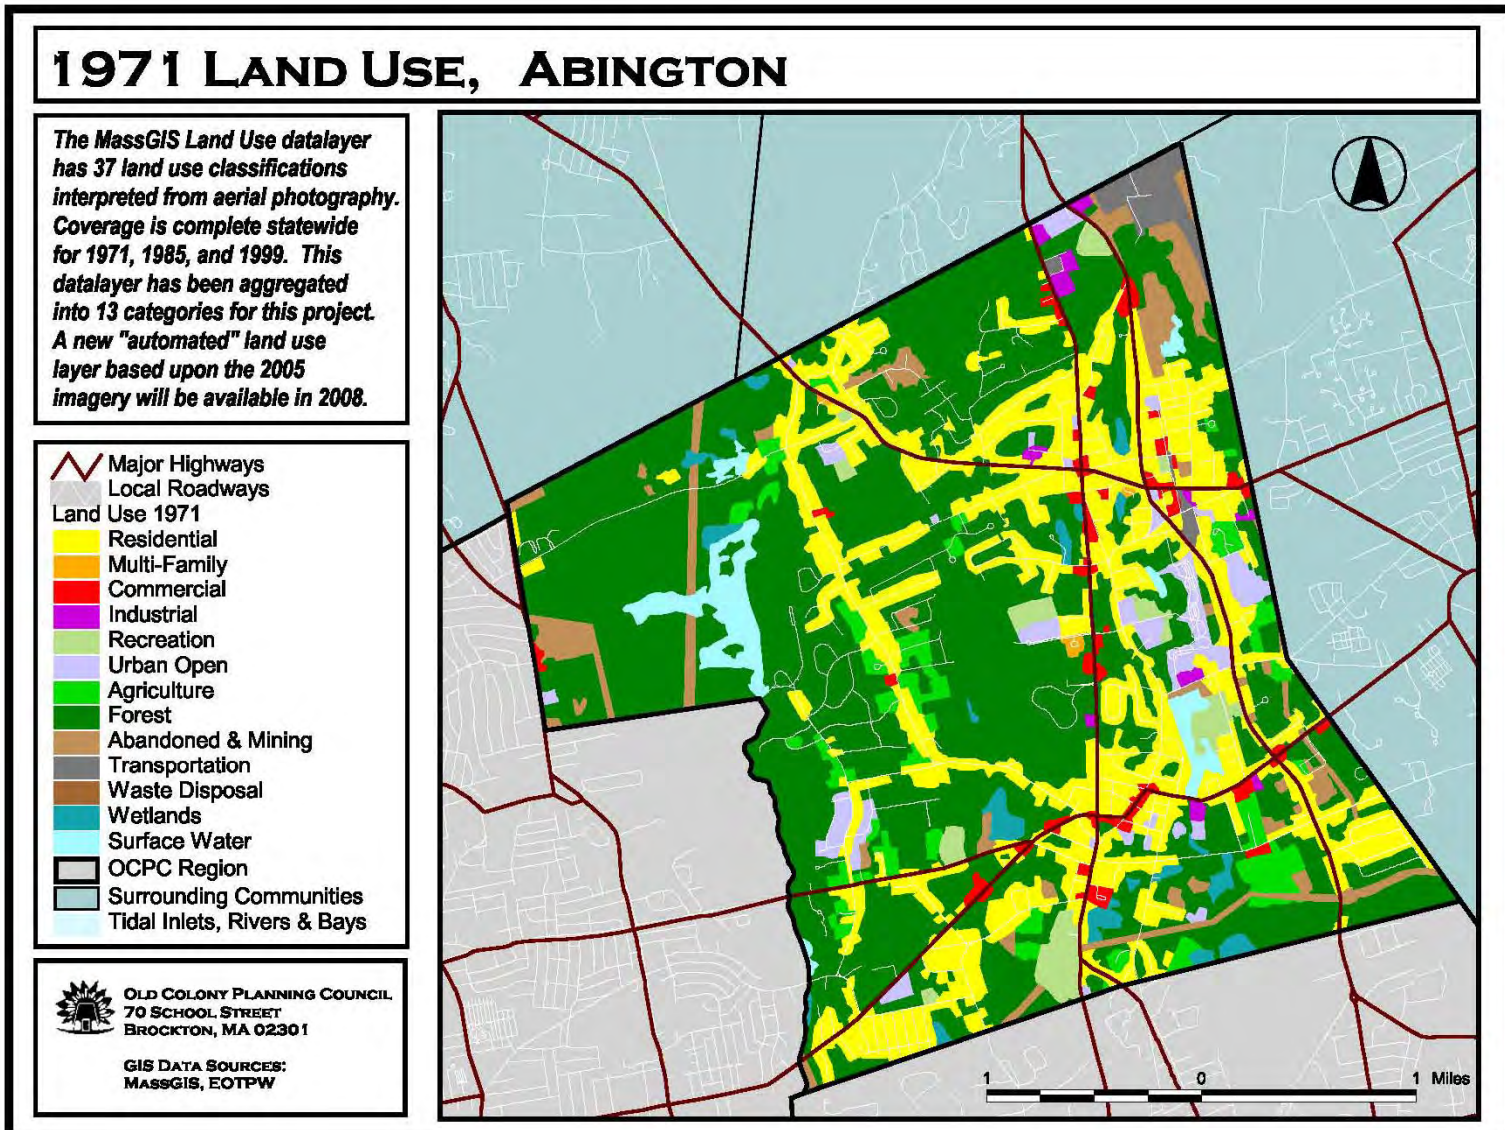 1971 LAND USE, ABINGTON
The MassGIS Land Use datalayer
has 37 land use classifications
interpreted from aerial photography.
Coverage is complete statewide
for 1971, 1985, and 1999. This
datalayer has been aggregated
into 13 categories for this project.
A new "automated" land use
layer based upon the 2005
imagery will be available in 2008.
Major Highways
Local Roadways
Land Use 1971
Residential
Multi-Family
Commercial
Industrial
Recreation
Urban Open
Agriculture
Forest
Abandoned & Mining
Transportation
Waste Disposal
Wetlands
Surface Water
OCPC Region
Surrounding Communities
Tidal Inlets, Rivers & Bays
OLD COLONY PLANNING COUNCIL
70 SCHOOL STREET
BROCKTON, MA 02301
GIS DATA SOURCES:
MASSGIS, EOTPW
1 0 1 Miles